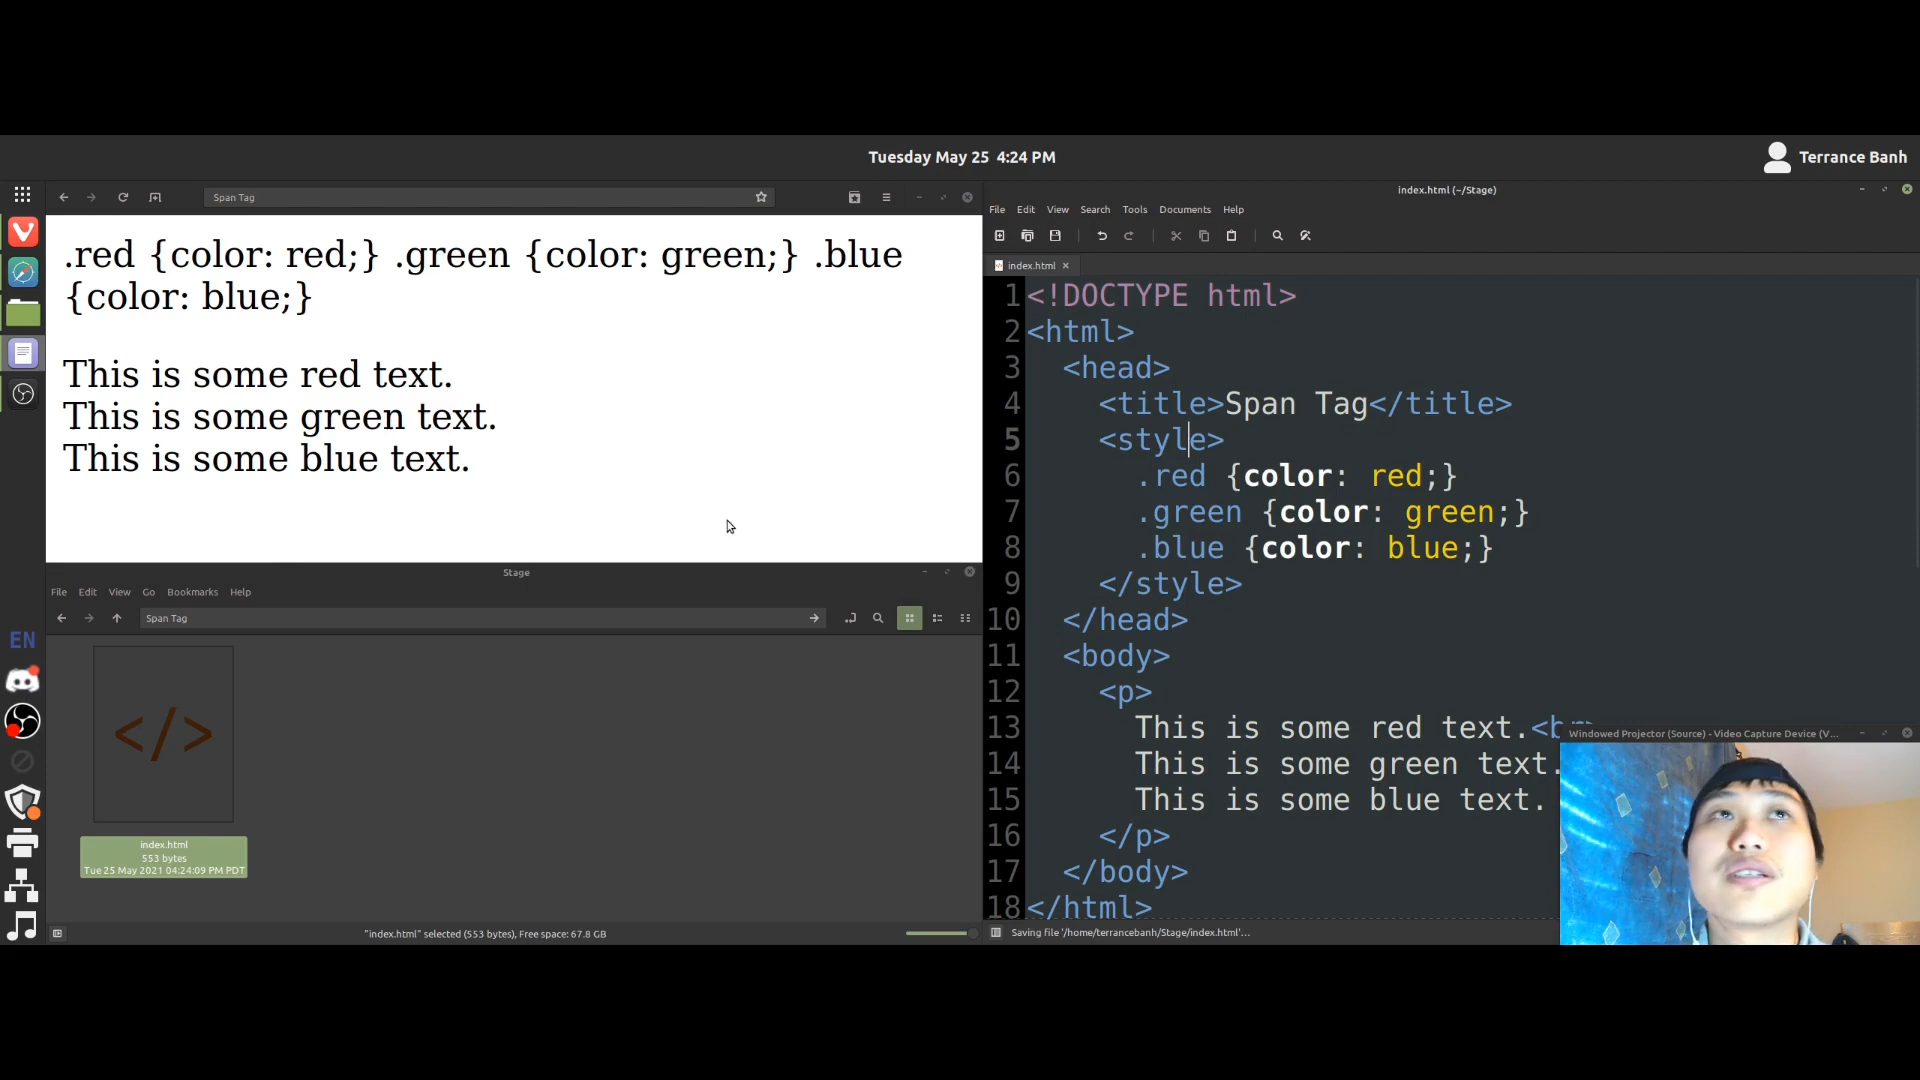 Tuesday May 25 4:24 PM
Terrance Banh
Span Tag
.red {color: red;} .green {color: green;} .blue
{color: blue;}
This is some red text.
This is some green text.
This is some blue text.
Stage
File Edit View Go Bookmarks Help
Span Tag
index.html
553 bytes
Tue 25 May 2021 04:24:09 PM PDT
"index.html" selected (553 bytes), Free space: 67.8 GB
EN
index.html (~/Stage)
File Edit View Search Tools Documents Help
index.html
1 <!DOCTYPE html>
2 <html>
3 <head>
4 <title>Span Tag</title>
5 <style>
6 .red {color: red;}
7 .green {color: green;}
8 .blue {color: blue;}
9 </style>
10 </head>
11 <body>
12 <p>
13 This is some red text.
14 This is some green text.
15 This is some blue text.
16 </p>
17 </body>
18 </html>
Saving file '/home/terrancebanh/Stage/index.html'...
Windowed Projector (Source) - Video Capture Device (V...